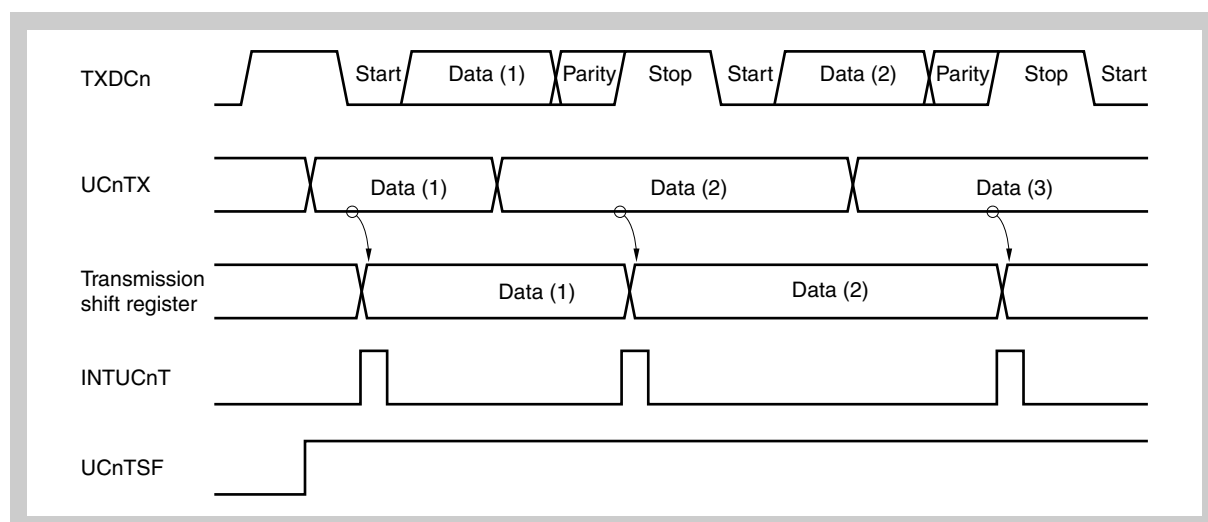 TXDCn
Start
Data (1)
Parity
Stop
Start
Data (2)
Parity
Stop
Start
UCnTX
Data (1)
Data (2)
Data (3)
Transmission
shift register
Data (1)
Data (2)
INTUCnT
UCnTSF